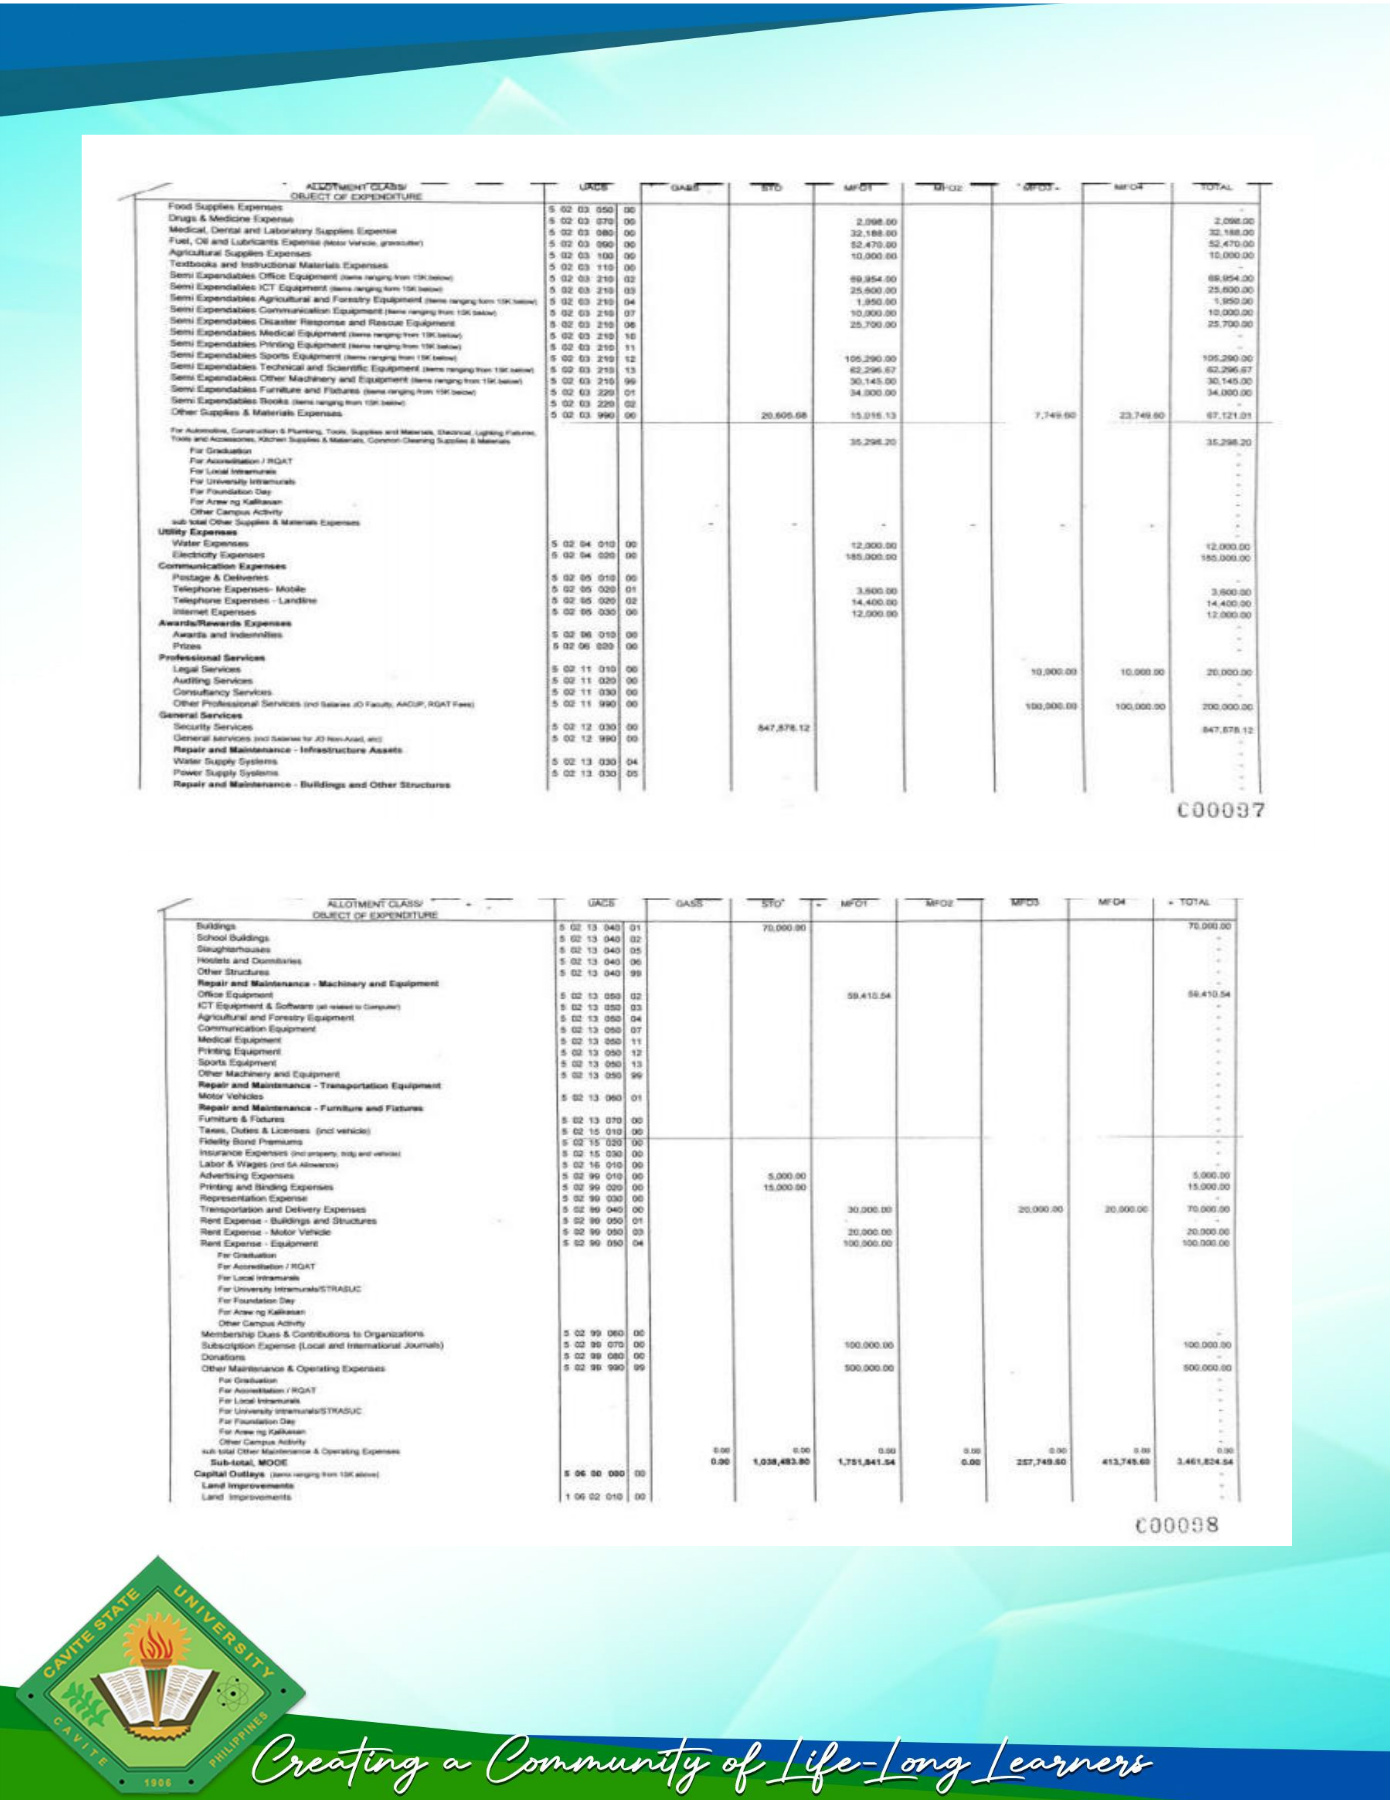 ALLOTMENT CLASS/ UACS GASS STO MFO1 MFO2 MFO3 MFO4 TOTAL
OBJECT OF EXPENDITURE
Food Supplies Expenses 5 02 03 050 00 -
Drugs & Medicine Expense 5 02 03 070 00 2,098.00 2,098.00
Medical, Dental and Laboratory Supplies Expense 5 02 03 080 00 32,188.00 32,188.00
Fuel, Oil and Lubricants Expense (Motor Vehicle, grasscutter) 5 02 03 090 00 52,470.00 52,470.00
Agricultural Supplies Expenses 5 02 03 100 00 10,000.00 10,000.00
Textbooks and Instructional Materials Expenses 5 02 03 110 00 -
Semi Expendables Office Equipment (items ranging from 15K below) 5 02 03 210 02 69,954.00 69,954.00
Semi Expendables ICT Equipment (items ranging form 15K below) 5 02 03 210 03 25,600.00 25,600.00
Semi Expendables Agricultural and Forestry Equipment (items ranging form 15K below) 5 02 03 210 04 1,950.00 1,950.00
Semi Expendables Communication Equipment (items ranging from 15K below) 5 02 03 210 07 10,000.00 10,000.00
Semi Expendables Disaster Response and Rescue Equipment 5 02 03 210 08 25,700.00 25,700.00
Semi Expendables Medical Equipment (items ranging from 15K below) 5 02 03 210 10 -
Semi Expendables Printing Equipment (items ranging from 15K below) 5 02 03 210 11 -
Semi Expendables Sports Equipment (items ranging from 15K below) 5 02 03 210 12 105,290.00 105,290.00
Semi Expendables Technical and Scientific Equipment (items ranging from 15K below) 5 02 03 210 13 62,296.67 62,296.67
Semi Expendables Other Machinery and Equipment (items ranging from 15K below) 5 02 03 210 99 30,145.00 30,145.00
Semi Expendables Furniture and Fixtures (items ranging from 15K below) 5 02 03 220 01 34,000.00 34,000.00
Semi Expendables Books (items ranging from 15K below) 5 02 03 220 02 -
Other Supplies & Materials Expenses 5 02 03 990 00 20,605.68 15,016.13 7,749.60 23,749.60 67,121.01
For Automotive, Construction & Plumbing, Tools, Supplies and Materials, Electrical, Lighting Fixtures,
Tools and Accessories, Kitchen Supplies & Materials, Common Cleaning Supplies & Materials 35,298.20 35,298.20
For Graduation -
For Accreditation / RQAT -
For Local Intramurals -
For University Intramurals -
For Foundation Day -
For Araw ng Kalikasan -
Other Campus Activity -
sub total Other Supplies & Materials Expenses - - - - - -
Utility Expenses
Water Expenses 5 02 04 010 00 12,000.00 12,000.00
Electricity Expenses 5 02 04 020 00 185,000.00 185,000.00
Communication Expenses
Postage & Deliveries 5 02 05 010 00 -
Telephone Expenses- Mobile 5 02 05 020 01 3,600.00 3,600.00
Telephone Expenses - Landline 5 02 05 020 02 14,400.00 14,400.00
Internet Expenses 5 02 05 030 00 12,000.00 12,000.00
Awards/Rewards Expenses -
Awards and Indemnities 5 02 06 010 00 -
Prizes 5 02 06 020 00 -
Professional Services
Legal Services 5 02 11 010 00 10,000.00 10,000.00 20,000.00
Auditing Services 5 02 11 020 00 -
Consultancy Services 5 02 11 030 00 -
Other Professional Services (incl Salaries JO Faculty, AACUP, RQAT Fees) 5 02 11 990 00 100,000.00 100,000.00 200,000.00
General Services
Security Services 5 02 12 030 00 847,878.12 847,878.12
General services (incl Salaries for JO Non-Acad, etc) 5 02 12 990 00 -
Repair and Maintenance - Infrastructure Assets -
Water Supply Systems 5 02 13 030 04 -
Power Supply Systems 5 02 13 030 05 -
Repair and Maintenance - Buildings and Other Structures
C00097
ALLOTMENT CLASS/ UACS GASS STO MFO1 MFO2 MFO3 MFO4 TOTAL
OBJECT OF EXPENDITURE
Buildings 5 02 13 040 01 70,000.00 70,000.00
School Buildings 5 02 13 040 02 -
Slaughterhouses 5 02 13 040 05 -
Hostels and Dormitories 5 02 13 040 06 -
Other Structures 5 02 13 040 99 -
Repair and Maintenance - Machinery and Equipment
Office Equipment 5 02 13 050 02 59,410.54 59,410.54
ICT Equipment & Software (all related to Computer) 5 02 13 050 03 -
Agricultural and Forestry Equipment 5 02 13 050 04 -
Communication Equipment 5 02 13 050 07 -
Medical Equipment 5 02 13 050 11 -
Printing Equipment 5 02 13 050 12 -
Sports Equipment 5 02 13 050 13 -
Other Machinery and Equipment 5 02 13 050 99 -
Repair and Maintenance - Transportation Equipment -
Motor Vehicles 5 02 13 060 01 -
Repair and Maintenance - Furniture and Fixtures -
Furniture & Fixtures 5 02 13 070 00 -
Taxes, Duties & Licenses (incl vehicle) 5 02 15 010 00 -
Fidelity Bond Premiums 5 02 15 020 00
Insurance Expenses (incl property, bldg and vehicle) 5 02 15 030 00 -
Labor & Wages (incl SA Allowance) 5 02 16 010 00 -
Advertising Expenses 5 02 99 010 00 5,000.00 5,000.00
Printing and Binding Expenses 5 02 99 020 00 15,000.00 15,000.00
Representation Expense 5 02 99 030 00 -
Transportation and Delivery Expenses 5 02 99 040 00 30,000.00 20,000.00 20,000.00 70,000.00
Rent Expense - Buildings and Structures 5 02 99 050 01 -
Rent Expense - Motor Vehicle 5 02 99 050 03 20,000.00 20,000.00
Rent Expense - Equipment 5 02 99 050 04 100,000.00 100,000.00
For Graduation
For Accreditation / RQAT
For Local Intramurals
For University Intramurals/STRASUC
For Foundation Day
For Araw ng Kalikasan
Other Campus Activity
Membership Dues & Contributions to Organizations 5 02 99 060 00 -
Subscription Expense (Local and International Journals) 5 02 99 070 00 100,000.00 100,000.00
Donations 5 02 99 080 00 -
Other Maintenance & Operating Expenses 5 02 99 990 99 500,000.00 500,000.00
For Graduation -
For Accreditation / RQAT -
For Local Intramurals -
For University Intramurals/STRASUC -
For Foundation Day -
For Araw ng Kalikasan -
Other Campus Activity -
sub total Other Maintenance & Operating Expenses 0.00 0.00 0.00 0.00 0.00 0.00 0.00
Sub-total, MOOE 0.00 1,038,483.80 1,751,841.54 0.00 257,749.60 413,749.60 3,461,824.54
Capital Outlays (items ranging from 15K above) 5 06 00 000 00 -
Land Improvements -
Land Improvements 1 06 02 010 00 -
C00098
CAVITE STATE UNIVERSITY
CAVITE 1906 PHILIPPINES
Creating a Community of Life-Long Learners